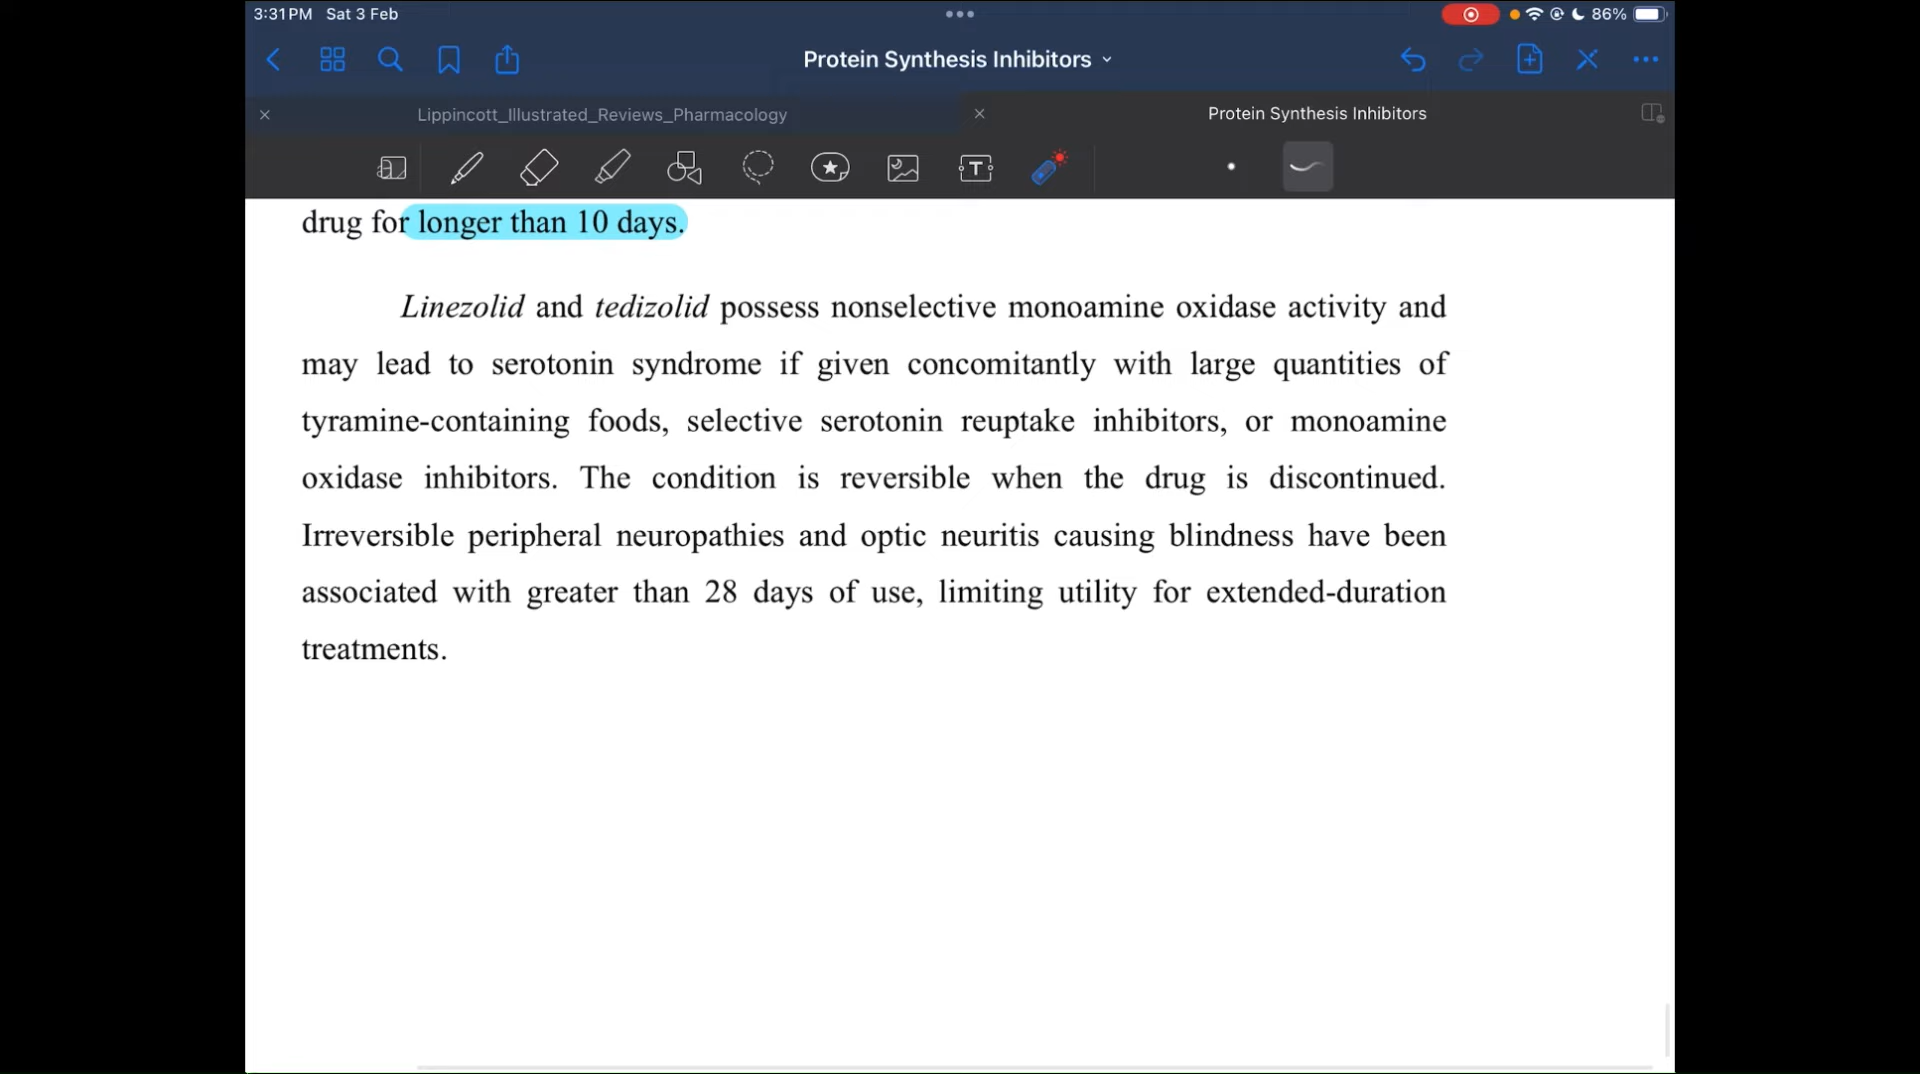 3:31 PM Sat 3 Feb
86%
Protein Synthesis Inhibitors
Lippincott_Illustrated_Reviews_Pharmacology
Protein Synthesis Inhibitors
drug for longer than 10 days.
Linezolid and tedizolid possess nonselective monoamine oxidase activity and
may lead to serotonin syndrome if given concomitantly with large quantities of
tyramine-containing foods, selective serotonin reuptake inhibitors, or monoamine
oxidase inhibitors. The condition is reversible when the drug is discontinued.
Irreversible peripheral neuropathies and optic neuritis causing blindness have been
associated with greater than 28 days of use, limiting utility for extended-duration
treatments.